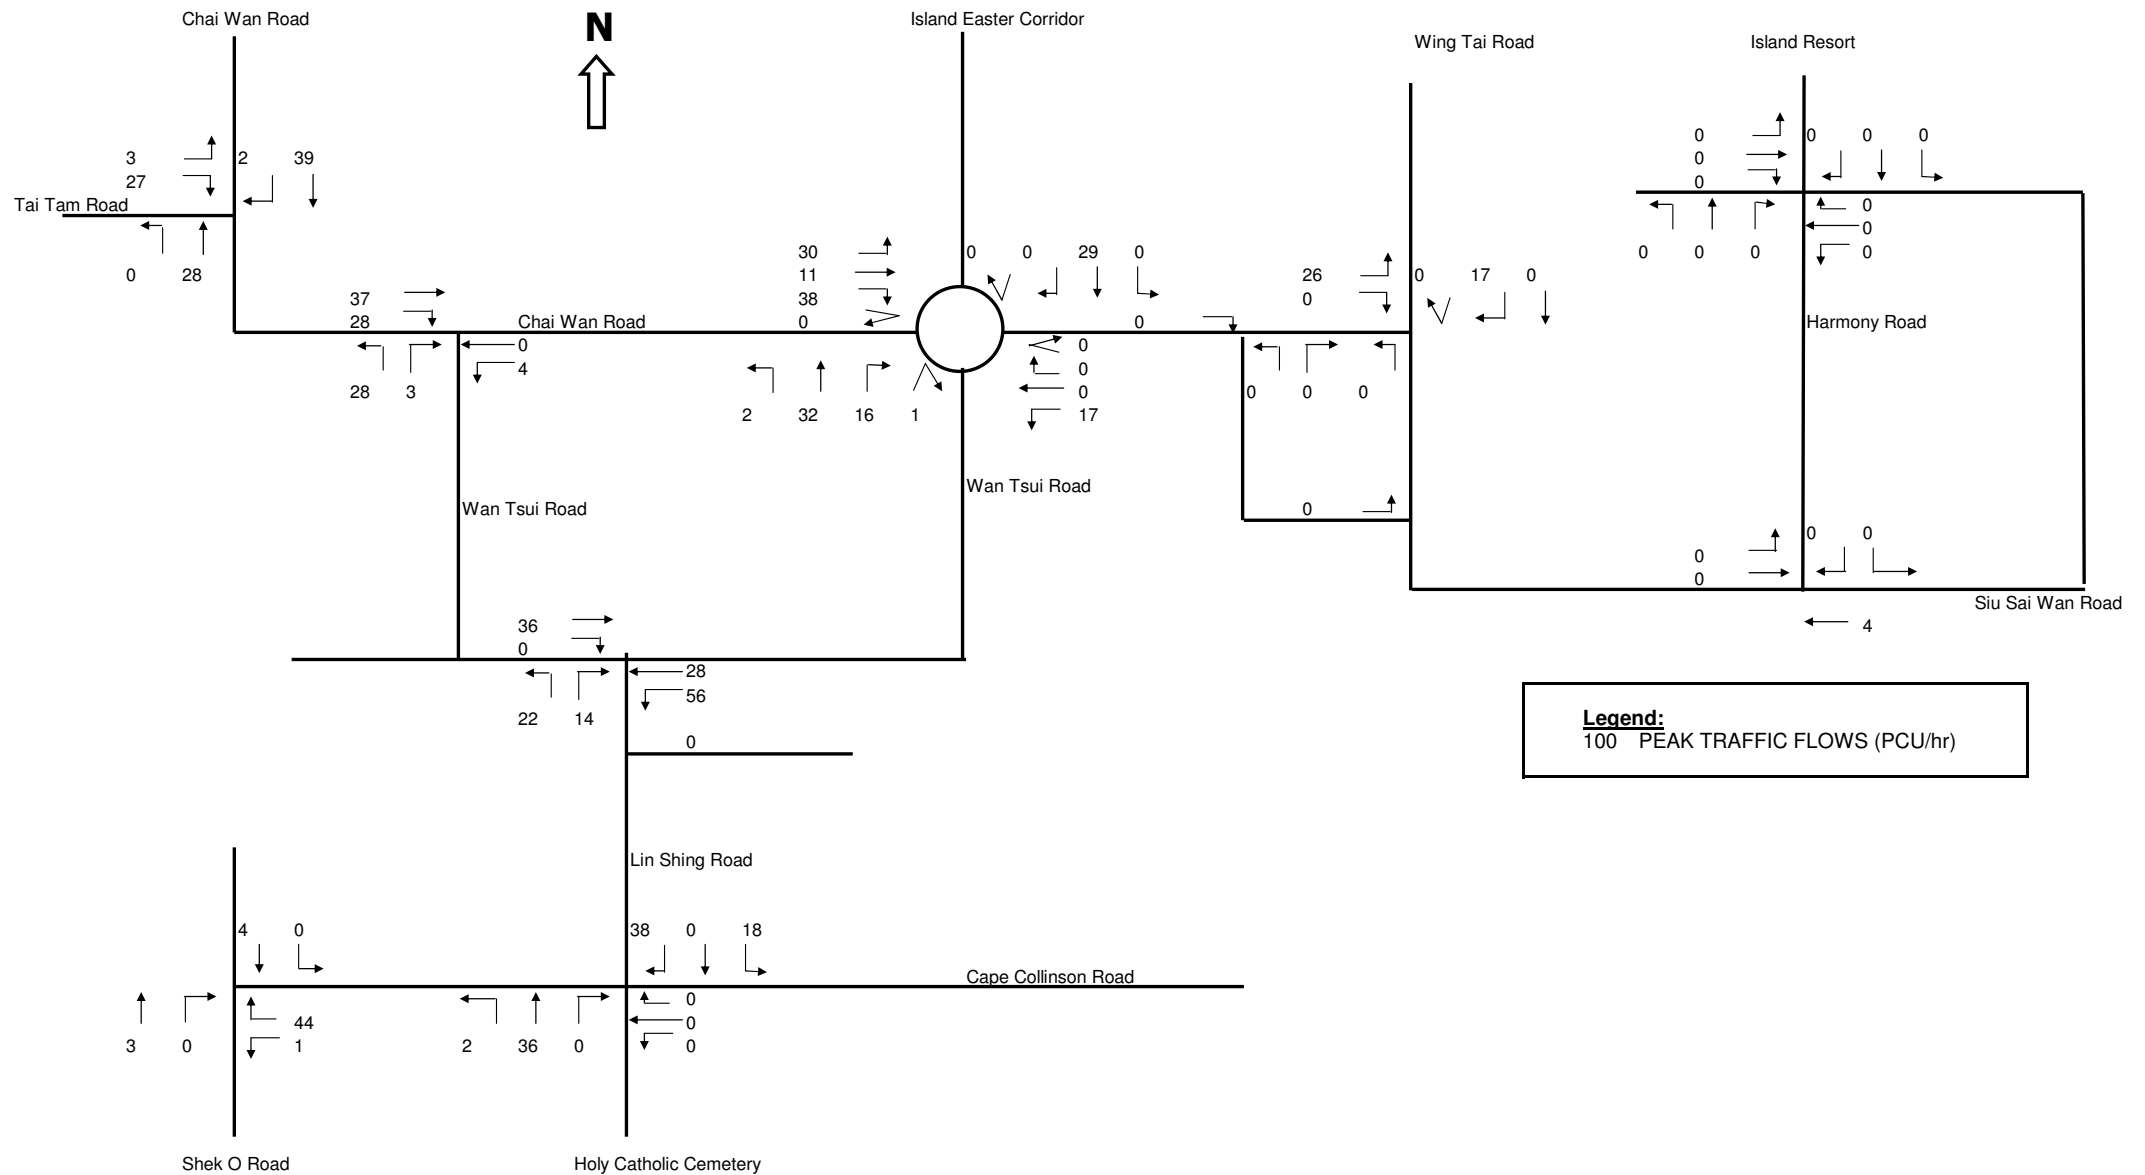 Chai Wan Road
N
Island Easter Corridor
Wing Tai Road
Island Resort
3
27
2 39
Tai Tam Road
0 28
37
28
Chai Wan Road
0
4
28 3
30
11
38
0
0 0 29 0
0
0
0
0
17
2 32 16 1
26
0
0 17 0
0 0 0
0
0
0
0
0 0 0
0
0
0
0 0 0
Harmony Road
Wan Tsui Road
Wan Tsui Road
0
0
0 0
Siu Sai Wan Road
4
36
0
28
56
22 14
0
Legend:
100 PEAK TRAFFIC FLOWS (PCU/hr)
Lin Shing Road
4 0
38 0 18
Cape Collinson Road
44
1
3 0
0
0
0
2 36 0
Shek O Road
Holy Catholic Cemetery